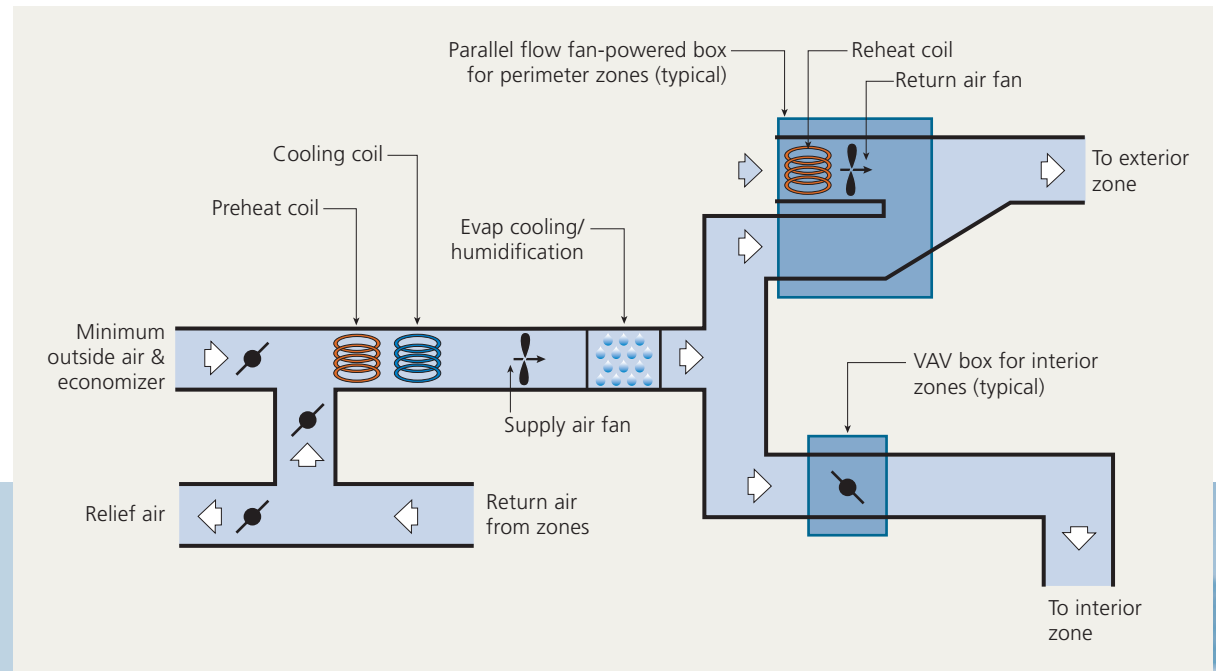 Parallel flow fan-powered box
for perimeter zones (typical)
Reheat coil
Return air fan
Cooling coil
To exterior
zone
Preheat coil
Evap cooling/
humidification
Minimum
outside air &
economizer
VAV box for interior
zones (typical)
Supply air fan
Relief air
Return air
from zones
To interior
zone